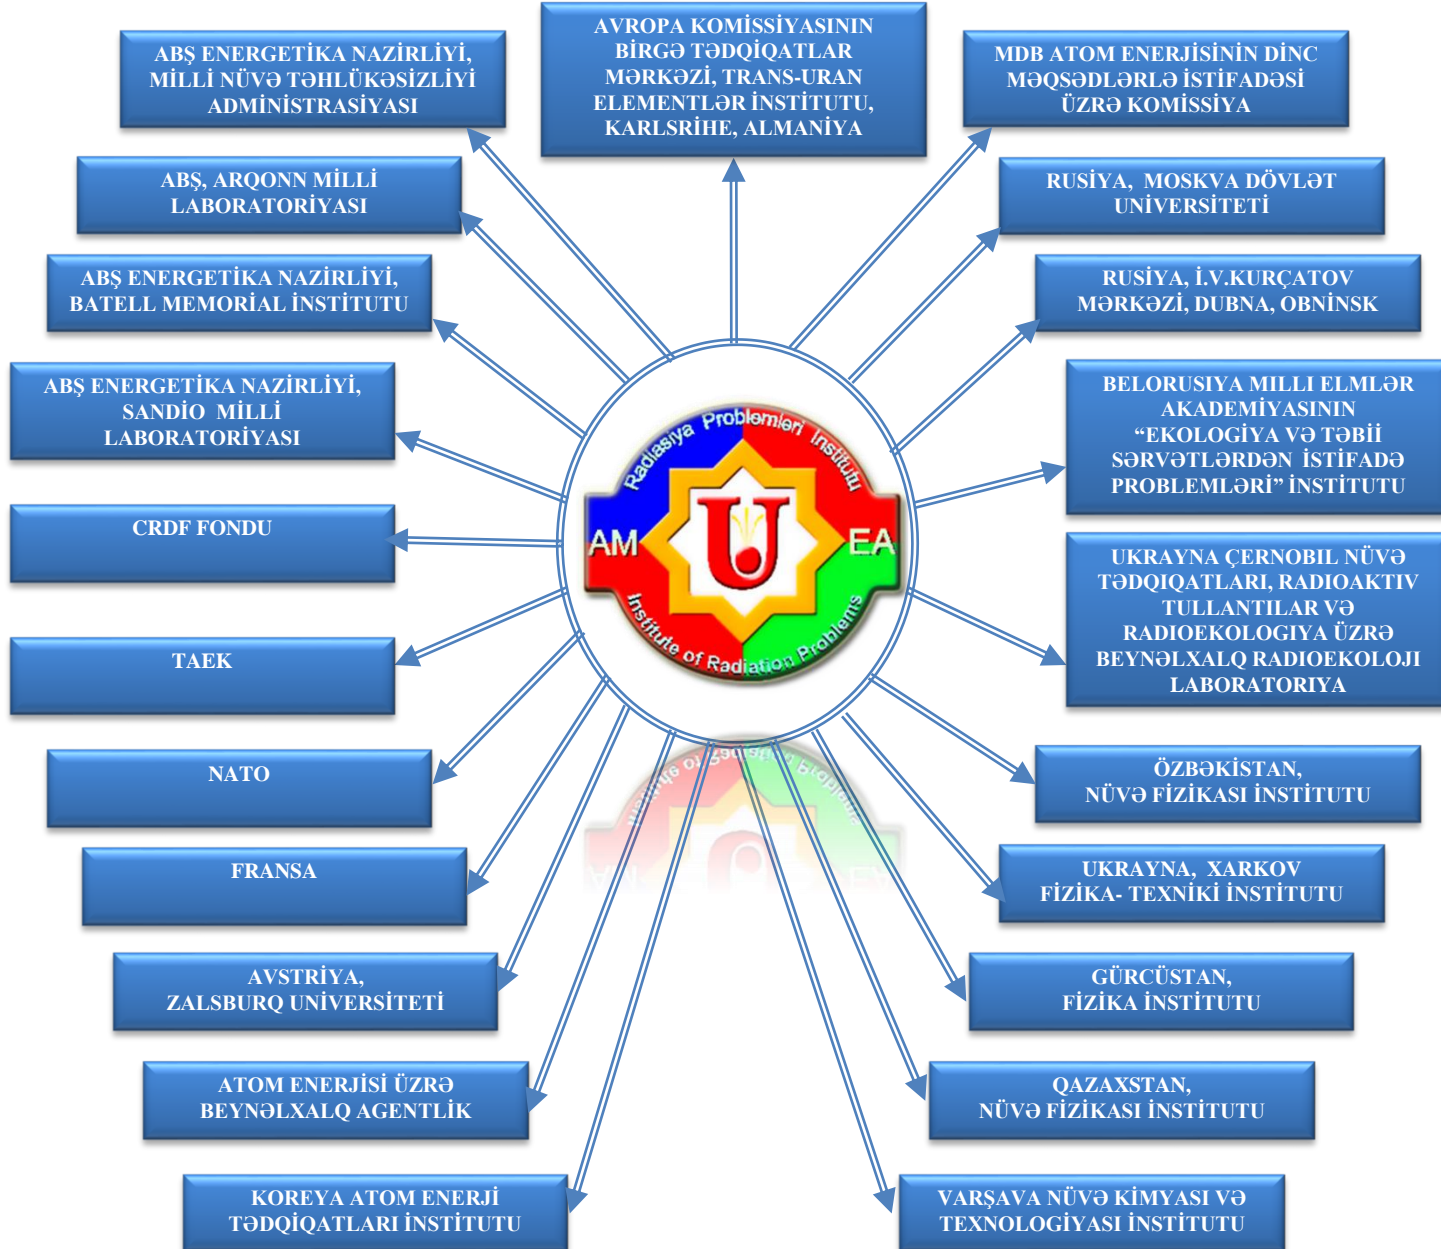 ABŞ ENERGETİKA NAZİRLİYİ,
MİLLİ NÜVƏ TƏHLÜKƏSİZLİYİ
ADMİNİSTRASİYASI
AVROPA KOMİSSİYASININ
BİRGƏ TƏDQİQATLAR
MƏRKƏZİ, TRANS-URAN
ELEMENTLƏR İNSTİTUTU,
KARLSRİHE, ALMANİYA
MDB ATOM ENERJİSİNİN DİNC
MƏQSƏDLƏRLƏ İSTİFADƏSİ
ÜZRƏ KOMİSSİYA
ABŞ, ARQONN MİLLİ
LABORATORİYASI
RUSİYA, MOSKVA DÖVLƏT
UNİVERSİTETİ
ABŞ ENERGETİKA NAZİRLİYİ,
BATELL MEMORİAL İNSTİTUTU
RUSİYA, İ.V.KURÇATOV
MƏRKƏZİ, DUBNA, OBNİNSK
ABŞ ENERGETİKA NAZİRLİYİ,
SANDİO MİLLİ
LABORATORİYASI
BELORUSIYA MILLI ELMLƏR
AKADEMİYASININ
“EKOLOGİYA VƏ TƏBİİ
SƏRVƏTLƏRDƏN İSTİFADƏ
PROBLEMLƏRİ” İNSTİTUTU
Radiasiya Problemləri Institutu
AM
U
EA
Institute of Radiation Problems
CRDF FONDU
UKRAYNA ÇERNOBIL NÜVƏ
TƏDQIQATLARI, RADIOAKTIV
TULLANTILAR VƏ
RADIOEKOLOGIYA ÜZRƏ
BEYNƏLXALQ RADIOEKOLOJI
LABORATORIYA
TAEK
NATO
ÖZBƏKİSTAN,
NÜVƏ FİZİKASI İNSTİTUTU
FRANSA
UKRAYNA, XARKOV
FİZİKA- TEXNİKİ İNSTİTUTU
AVSTRİYA,
ZALSBURQ UNİVERSİTETİ
GÜRCÜSTAN,
FİZİKA İNSTİTUTU
ATOM ENERJİSİ ÜZRƏ
BEYNƏLXALQ AGENTLİK
QAZAXSTAN,
NÜVƏ FİZİKASI İNSTİTUTU
KOREYA ATOM ENERJİ
TƏDQİQATLARI İNSTİTUTU
VARŞAVA NÜVƏ KİMYASI VƏ
TEXNOLOGİYASI İNSTİTUTU